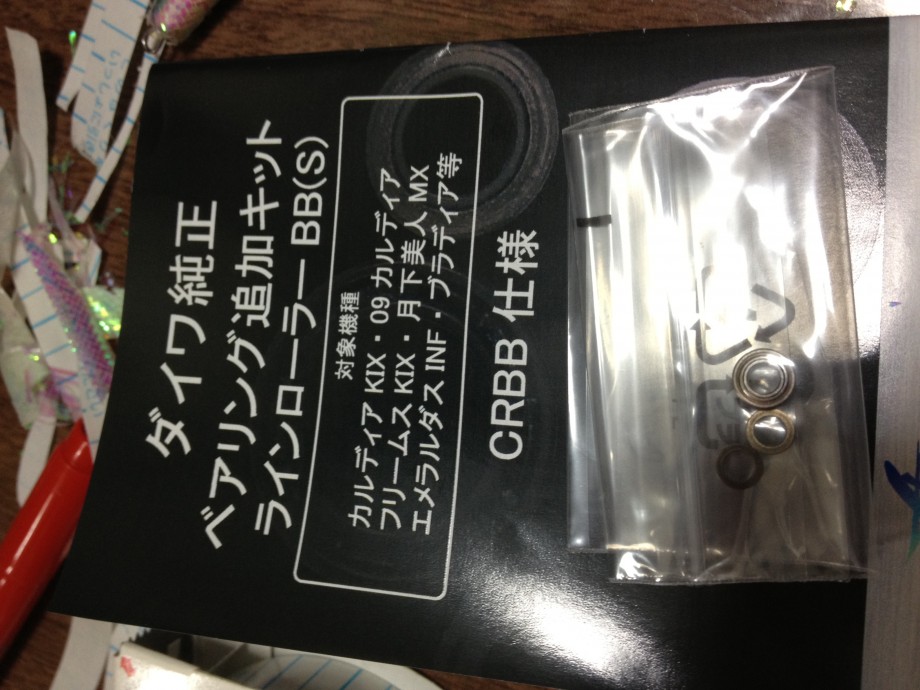 ダイワ純正
ベアリング追加キット
ラインローラー BB(S)
対象機種
カルディア KIX・09 カルディア
フリームス KIX・月下美人 MX
エメラルダス INF・ブラディア等
CRBB 仕様